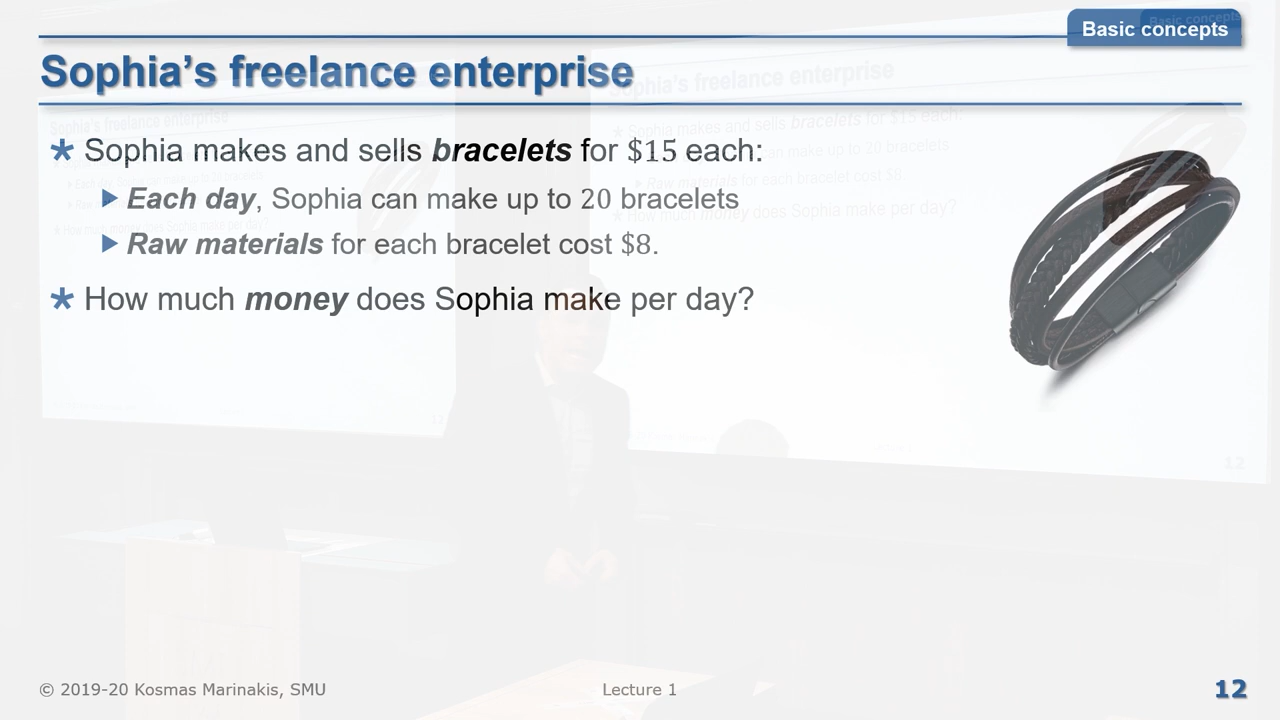 Basic concepts
Sophia's freelance enterprise
Sophia makes and sells bracelets for $15 each:
Each day, Sophia can make up to 20 bracelets
Raw materials for each bracelet cost $8.
How much money does Sophia make per day?
© 2019-20 Kosmas Marinakis, SMU
Lecture 1
12